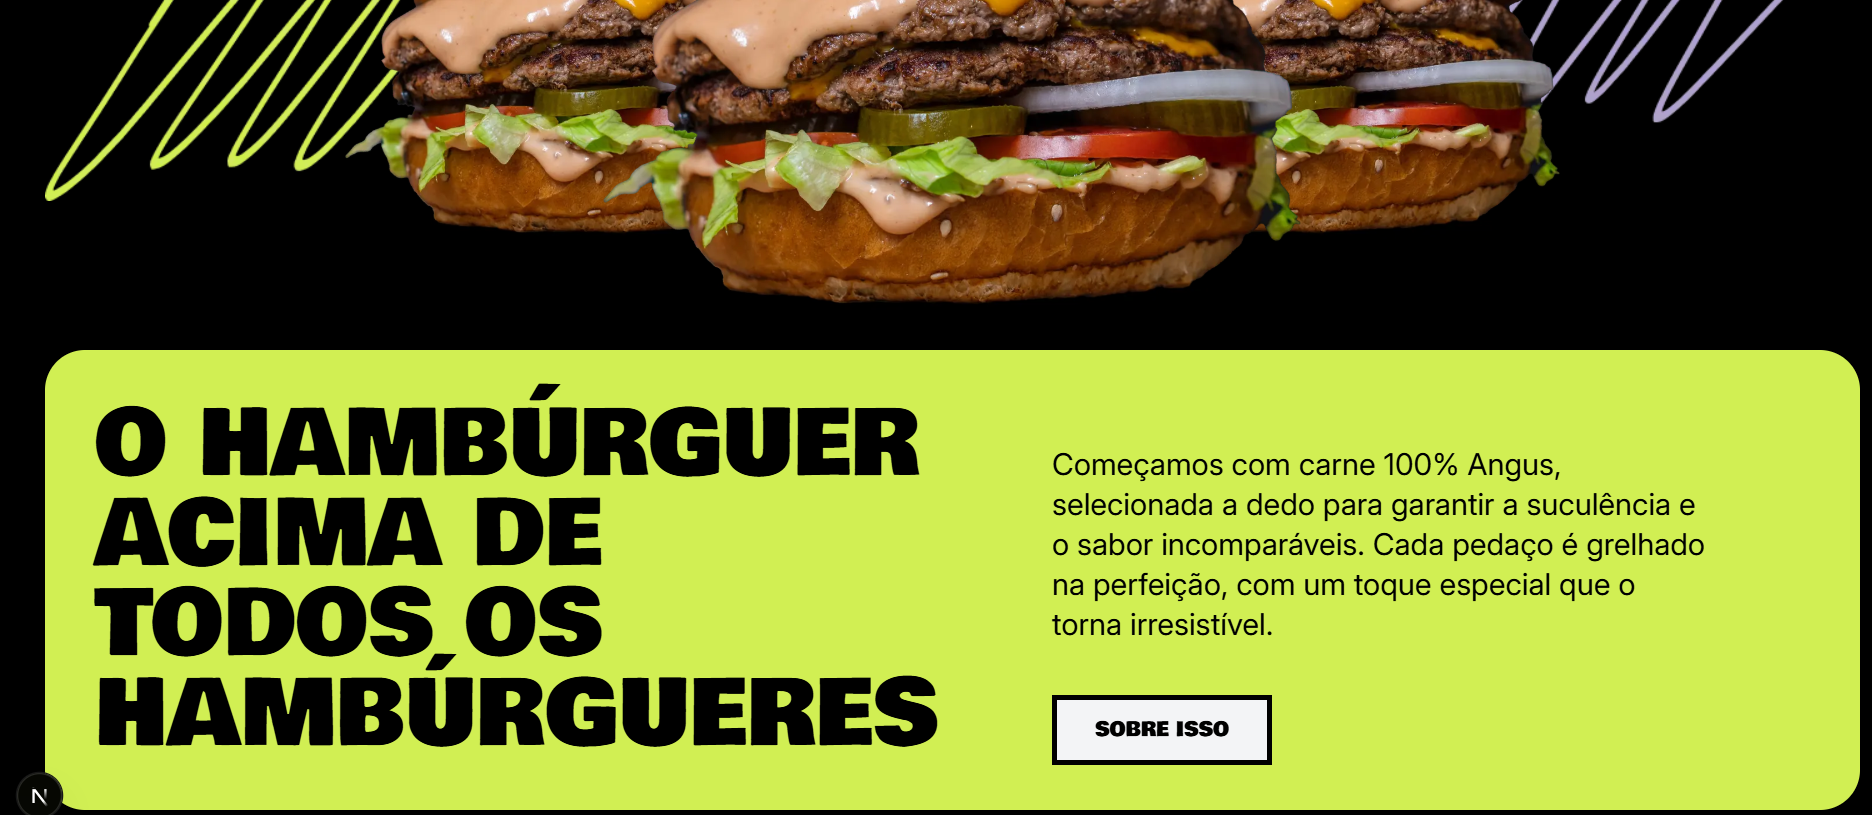 O HAMBÚRGUER
ACIMA DE
TODOS OS
HAMBÚRGUERES
Começamos com carne 100% Angus,
selecionada a dedo para garantir a suculência e
o sabor incomparáveis. Cada pedaço é grelhado
na perfeição, com um toque especial que o
torna irresistível.
SOBRE ISSO
N